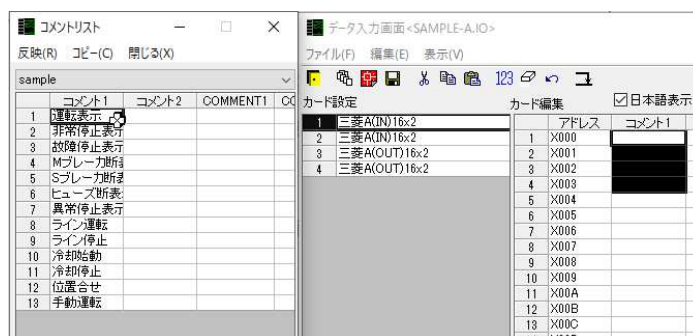 コメントリスト
反映(R) コピー(C) 閉じる(X)
sample
コメント1 コメント2 COMMENT1 CC
1 運転表示
2 非常停止表示
3 故障停止表示
4 Mブレーカ断表
5 Sブレーカ断表
6 ヒューズ断表
7 異常停止表示
8 ライン運転
9 ライン停止
10 冷却始動
11 冷却停止
12 位置合せ
13 手動運転
データ入力画面<SAMPLE-A.IO>
ファイル(F) 編集(E) 表示(V)
123
カード設定
1 三菱A(IN)16x2
2 三菱A(IN)16x2
3 三菱A(OUT)16x2
4 三菱A(OUT)16x2
カード編集 日本語表示
アドレス コメント1
1 X000
2 X001
3 X002
4 X003
5 X004
6 X005
7 X006
8 X007
9 X008
10 X009
11 X00A
12 X00B
13 X00C